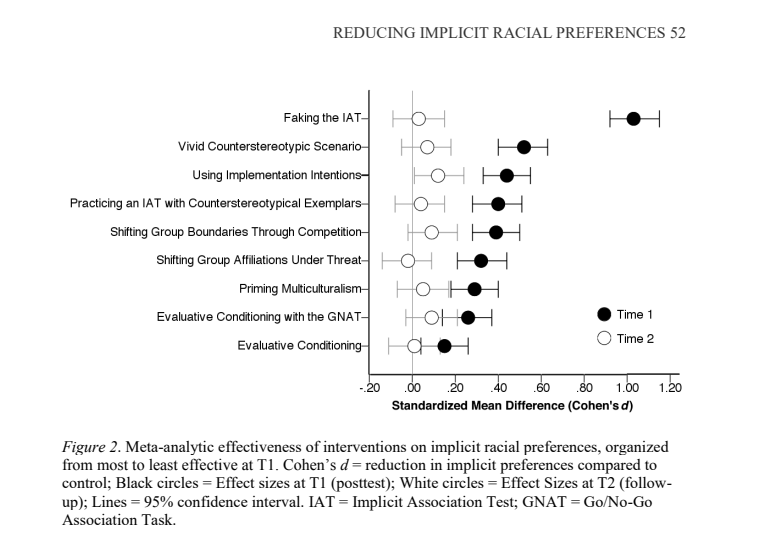 REDUCING IMPLICIT RACIAL PREFERENCES 52
Faking the IAT
Vivid Counterstereotypic Scenario
Using Implementation Intentions
Practicing an IAT with Counterstereotypical Exemplars
Shifting Group Boundaries Through Competition
Shifting Group Affiliations Under Threat
Priming Multiculturalism
Evaluative Conditioning with the GNAT
Evaluative Conditioning
Time 1
Time 2
-.20 .00 .20 .40 .60 .80 1.00 1.20
Standardized Mean Difference (Cohen's d)
Figure 2. Meta-analytic effectiveness of interventions on implicit racial preferences, organized
from most to least effective at T1. Cohen's d = reduction in implicit preferences compared to
control; Black circles = Effect sizes at T1 (posttest); White circles = Effect Sizes at T2 (follow-
up); Lines = 95% confidence interval. IAT = Implicit Association Test; GNAT = Go/No-Go
Association Task.